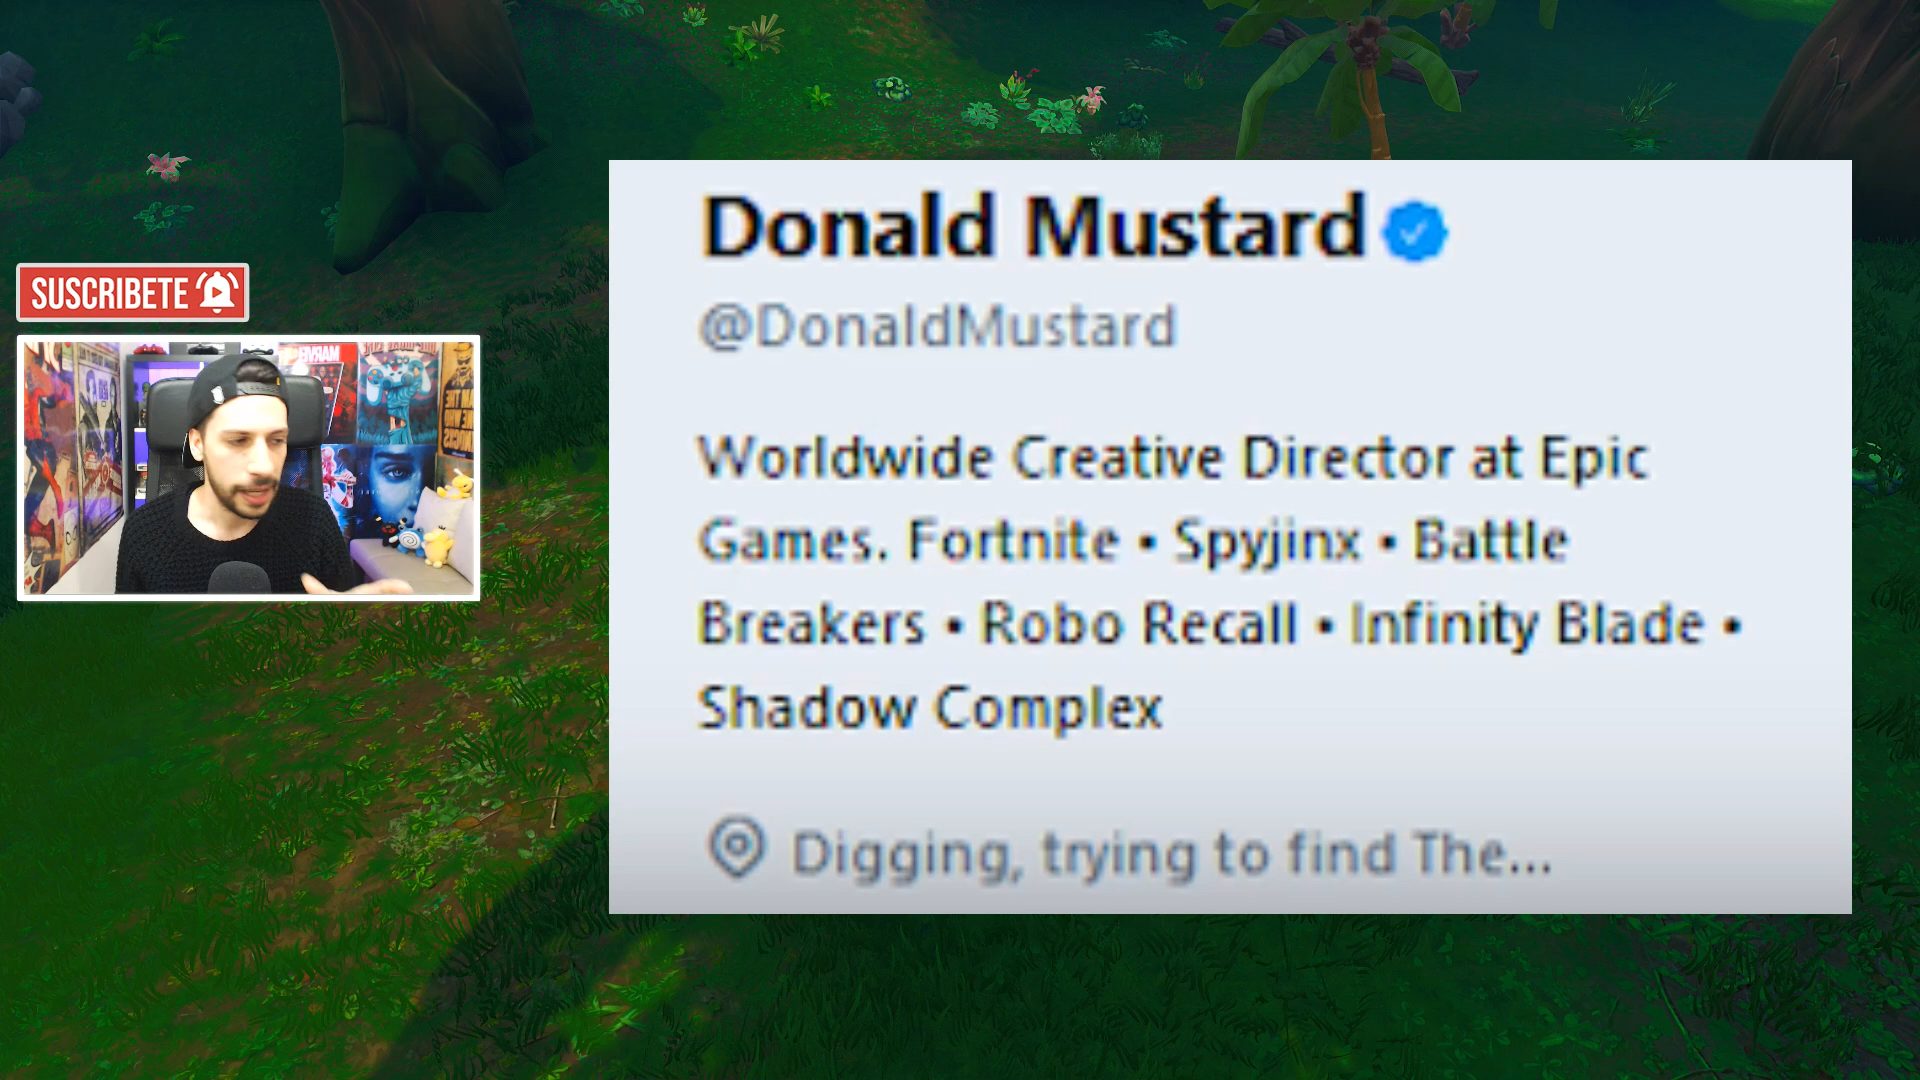 SUSCRIBETE
MARVEL
Donald Mustard
@DonaldMustard
Worldwide Creative Director at Epic
Games. Fortnite • Spyjinx • Battle
Breakers • Robo Recall • Infinity Blade •
Shadow Complex
Digging, trying to find The...